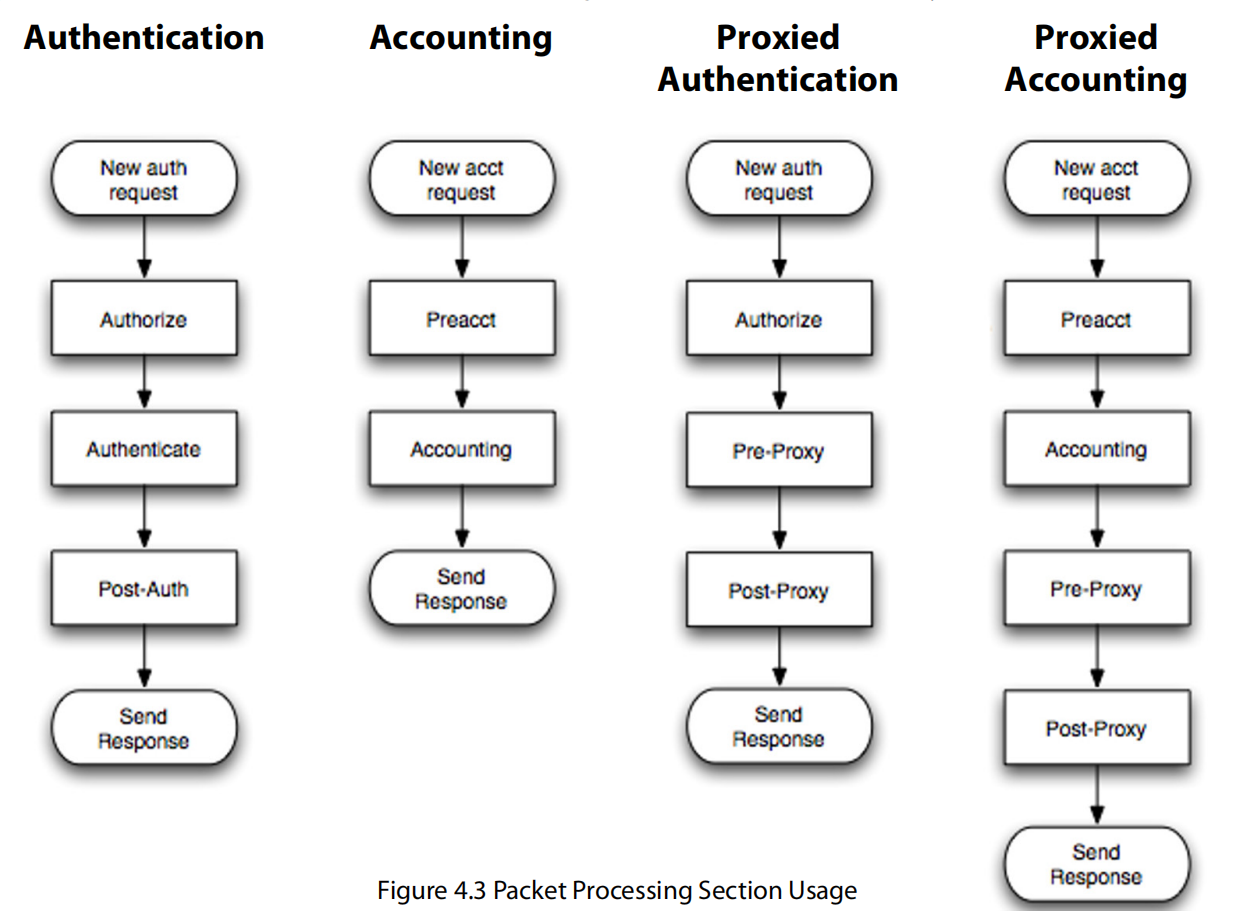 Authentication
New auth
request
Authorize
Authenticate
Post-Auth
Send
Response
Accounting
New acct
request
Preacct
Accounting
Send
Response
Proxied
Authentication
New auth
request
Authorize
Pre-Proxy
Post-Proxy
Send
Response
Proxied
Accounting
New acct
request
Preacct
Accounting
Pre-Proxy
Post-Proxy
Send
Response
Figure 4.3 Packet Processing Section Usage